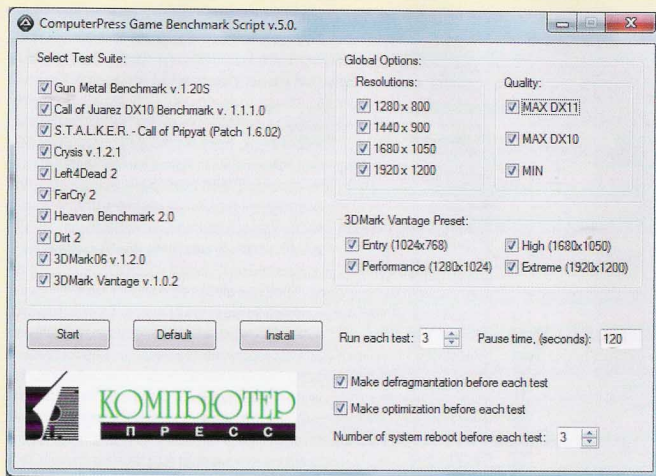 ComputerPress Game Benchmark Script v.5.0.
Select Test Suite:
Gun Metal Benchmark v.1.20S
Call of Juarez DX10 Benchmark v. 1.1.1.0
S.T.A.L.K.E.R. - Call of Pripyat (Patch 1.6.02)
Crysis v.1.2.1
Left4Dead 2
FarCry 2
Heaven Benchmark 2.0
Dirt 2
3DMark06 v.1.2.0
3DMark Vantage v.1.0.2
Global Options:
Resolutions:
1280 x 800
1440 x 900
1680 x 1050
1920 x 1200
Quality:
MAX DX11
MAX DX10
MIN
3DMark Vantage Preset:
Entry (1024x768)
High (1680x1050)
Performance (1280x1024)
Extreme (1920x1200)
Start
Default
Install
Run each test: 3
Pause time, (seconds): 120
Make defragmantation before each test
Make optimization before each test
Number of system reboot before each test: 3
КОМПЬЮТЕР
ПРЕСС